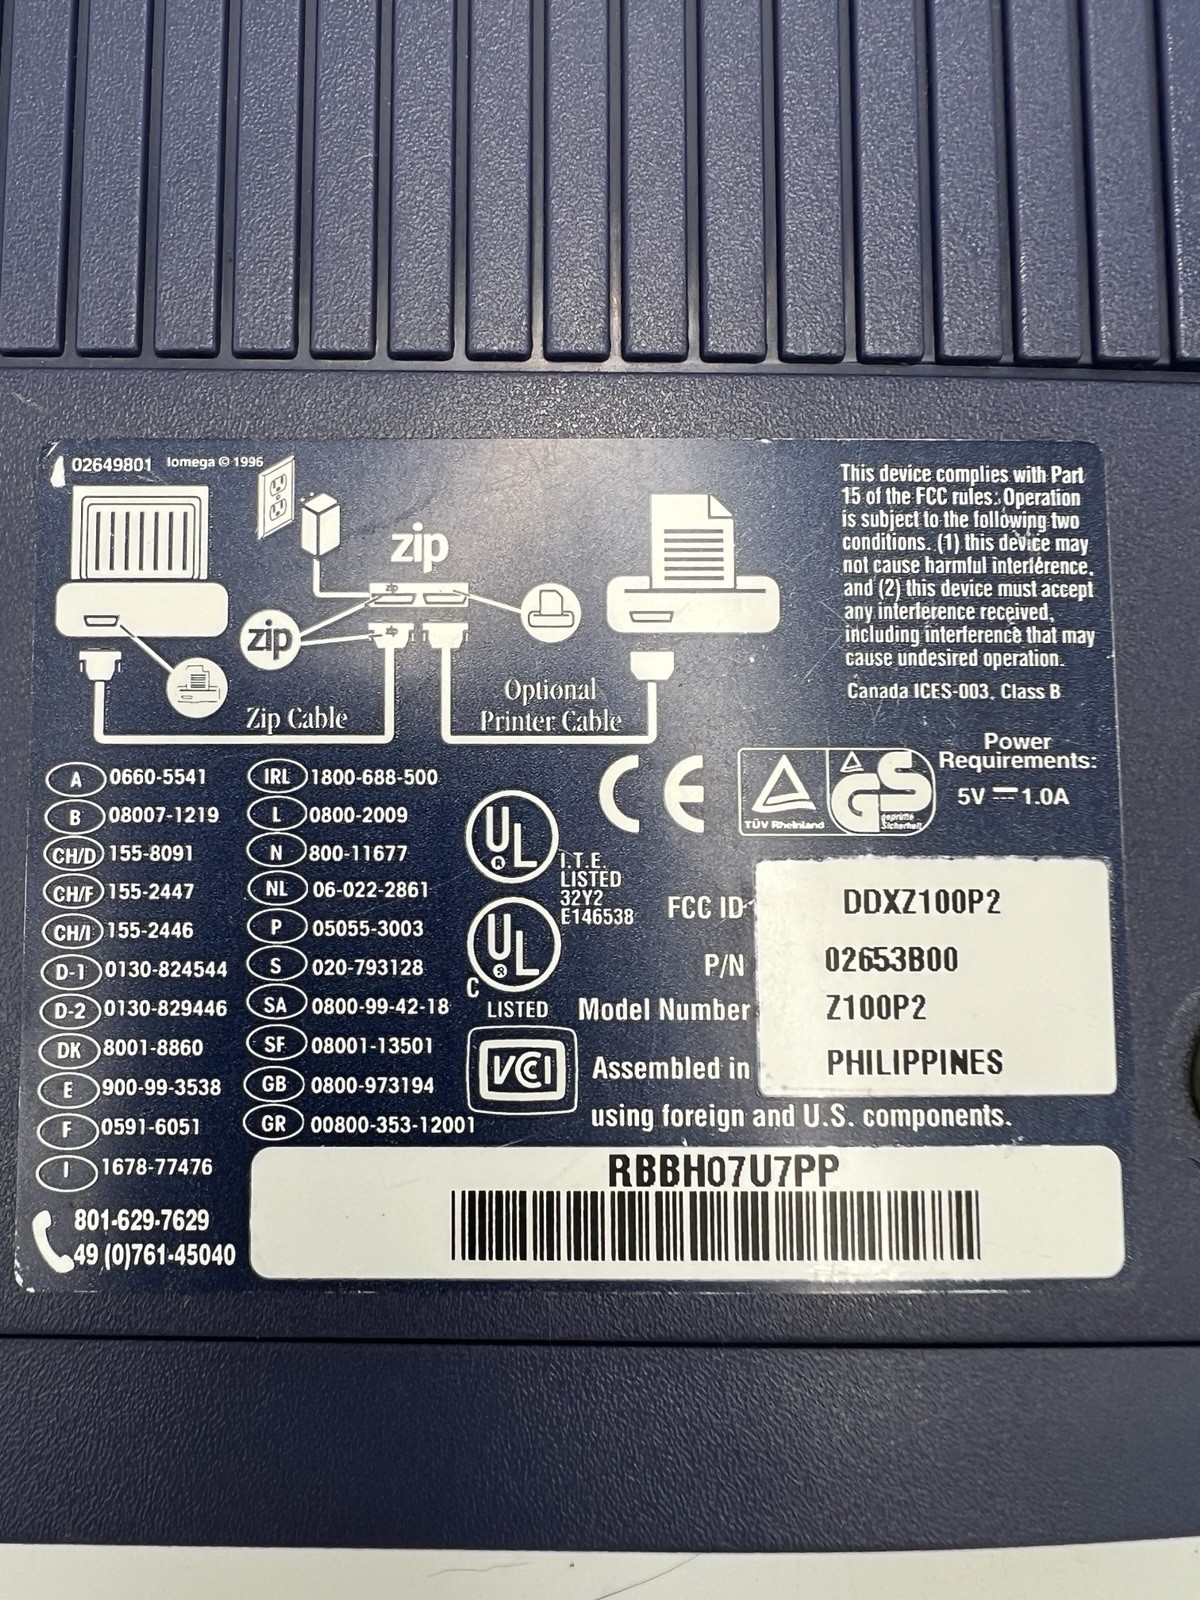 02649801 Iomega © 1996
zip
zip
zip
zip
Zip Cable
Optional
Printer Cable
This device complies with Part
15 of the FCC rules. Operation
is subject to the following two
conditions. (1) this device may
not cause harmful interference,
and (2) this device must accept
any interference received,
including interference that may
cause undesired operation.
Canada ICES-003, Class B
Power
Requirements:
5V ⎓ 1.0A
A 0660-5541
B 08007-1219
CH/D 155-8091
CH/F 155-2447
CH/I 155-2446
D-1 0130-824544
D-2 0130-829446
DK 8001-8860
E 900-99-3538
F 0591-6051
I 1678-77476
IRL 1800-688-500
L 0800-2009
N 800-11677
NL 06-022-2861
P 05055-3003
S 020-793128
SA 0800-99-42-18
SF 08001-13501
GB 0800-973194
GR 00800-353-12001
801-629-7629
49 (0)761-45040
CE
TÜV Rheinland
GS
geprüfte
Sicherheit
UL ®
I.T.E.
LISTED
32Y2
E146538
C UL ®
LISTED
VCCI
FCC ID DDXZ100P2
P/N 02653B00
Model Number Z100P2
Assembled in PHILIPPINES
using foreign and U.S. components.
RBBH07U7PP